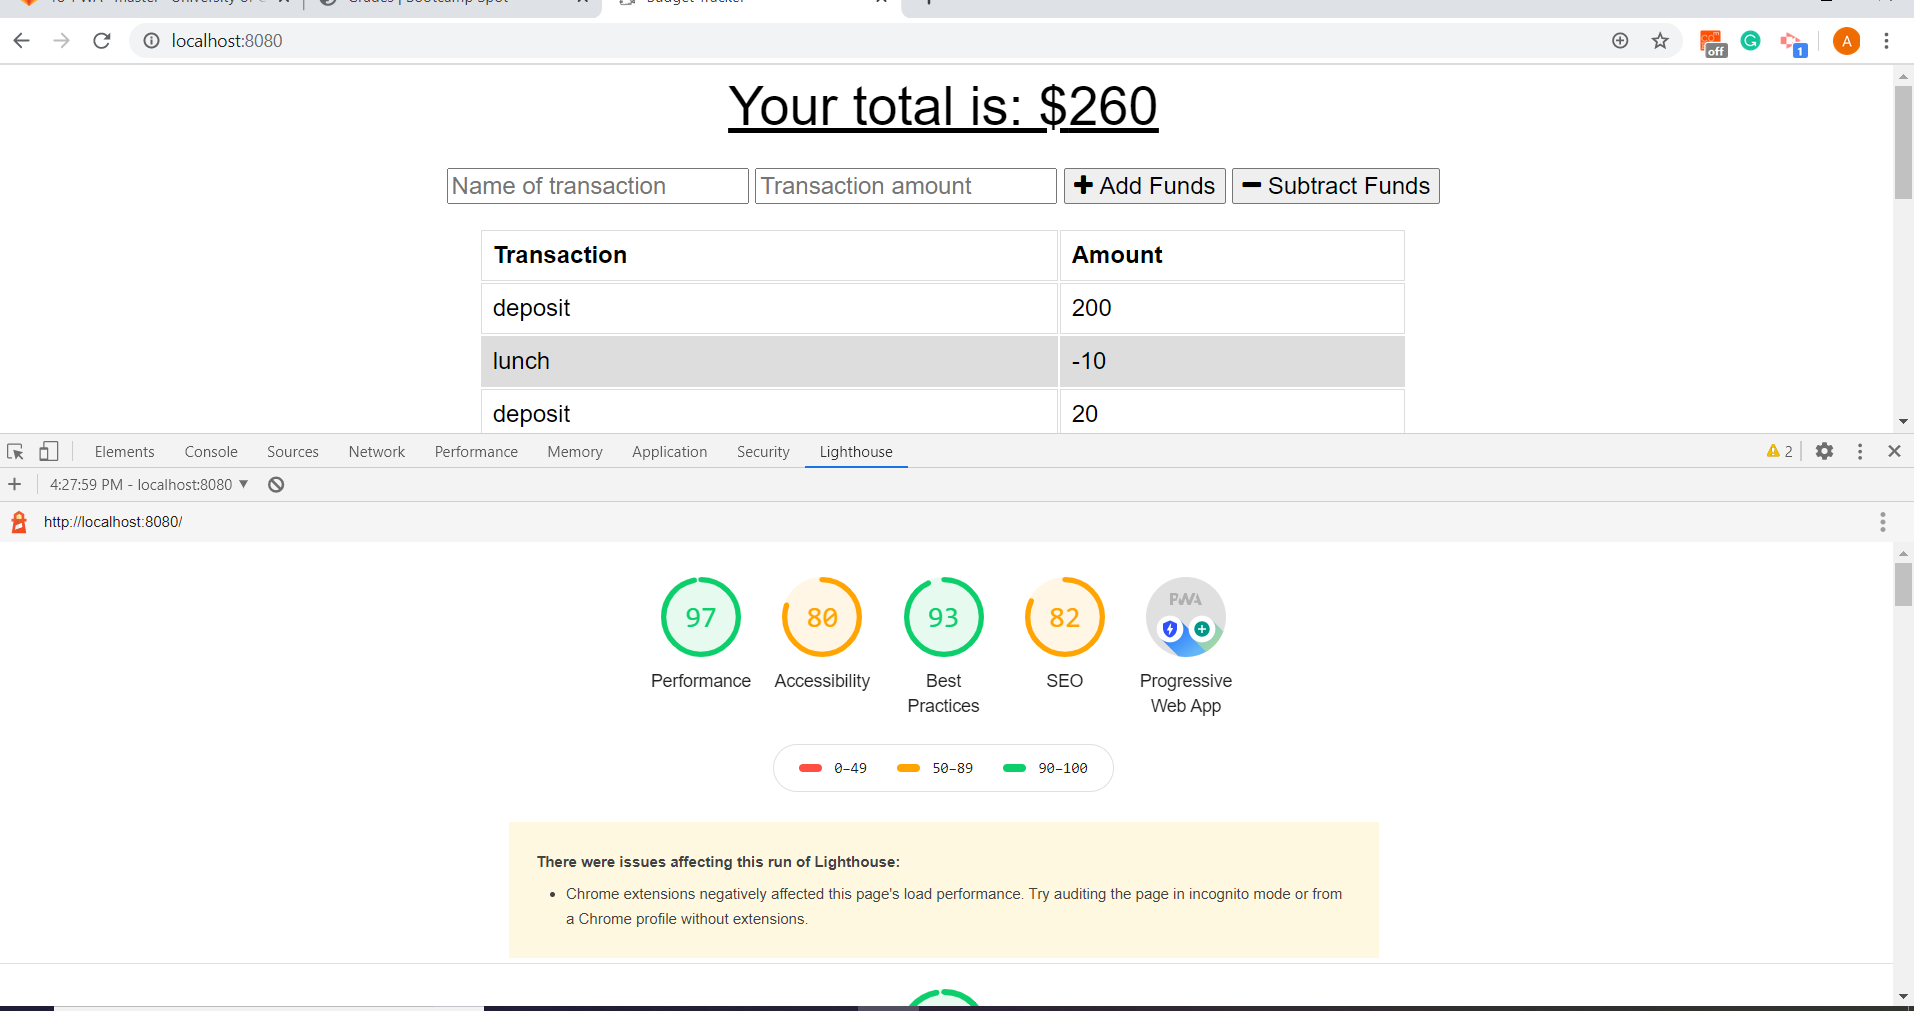 localhost:8080
off
1
A
Your total is: $260
Name of transaction Transaction amount Add Funds Subtract Funds
Transaction Amount
deposit 200
lunch -10
deposit 20
Elements Console Sources Network Performance Memory Application Security Lighthouse 2
4:27:59 PM - localhost:8080
http://localhost:8080/
97 80 93 82 PWA
Performance Accessibility Best Practices SEO Progressive Web App
0–49 50–89 90–100
There were issues affecting this run of Lighthouse:
Chrome extensions negatively affected this page's load performance. Try auditing the page in incognito mode or from
a Chrome profile without extensions.